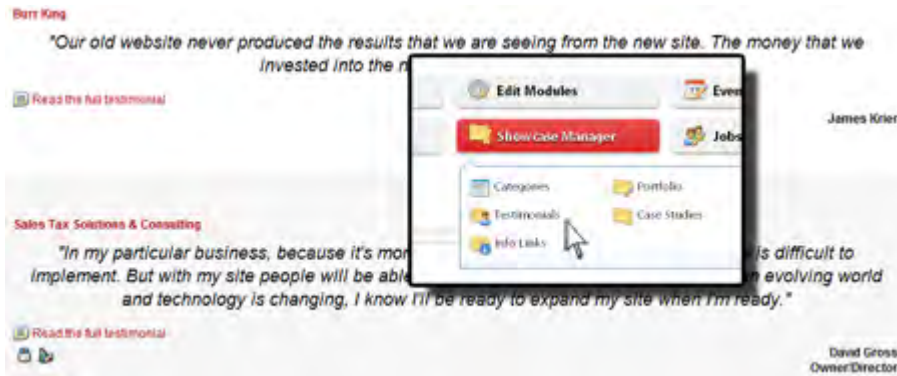 Burr King
"Our old website never produced the results that we are seeing from the new site. The money that we
invested into the n
Read the full testimonial
James Krier
Edit Modules
Even
Showcase Manager
Jobs
Categories
Portfolio
Testimonials
Case Studies
Info Links
Sales Tax Solutions & Consulting
"In my particular business, because it's mor is difficult to
implement. But with my site people will be able n evolving world
and technology is changing, I know I'll be ready to expand my site when I'm ready."
Read the full testimonial
David Gross
Owner/Director